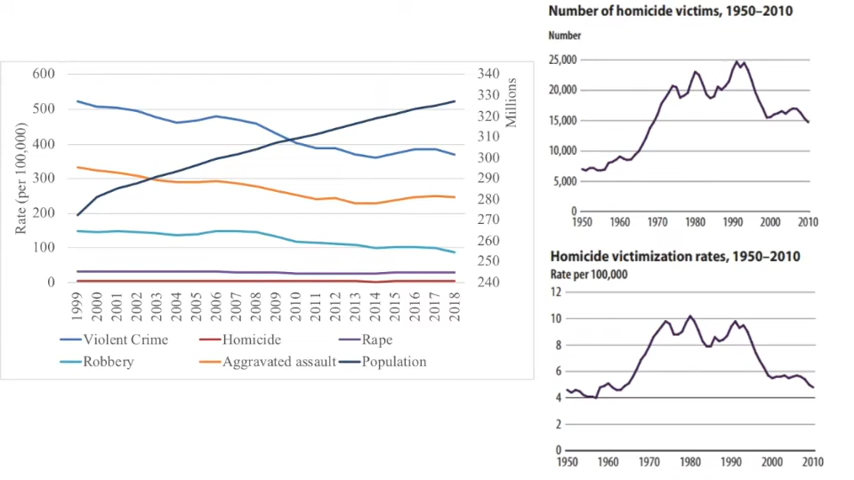 600
500
400
300
200
100
0
Rate (per 100,000)
340
330
320
310
300
290
280
270
260
250
240
Millions
1999 2000 2001 2002 2003 2004 2005 2006 2007 2008 2009 2010 2011 2012 2013 2014 2015 2016 2017 2018
Violent Crime Homicide Rape
Robbery Aggravated assault Population
Number of homicide victims, 1950–2010
Number
25,000
20,000
15,000
10,000
5,000
0
1950 1960 1970 1980 1990 2000 2010
Homicide victimization rates, 1950–2010
Rate per 100,000
12
10
8
6
4
2
0
1950 1960 1970 1980 1990 2000 2010